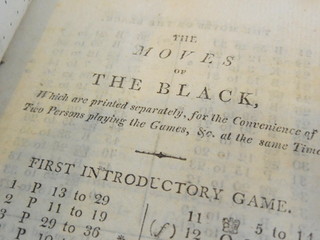 THE
MOVES
OF
THE BLACK,
Which are printed separately, for the Convenience of
Two Persons playing the Games, &c. at the same Time
FIRST INTRODUCTORY GAME.
1 P 13 to 29
2 P 11 to 19
3 P 29 to 36
11 5 to 14
(f) 12